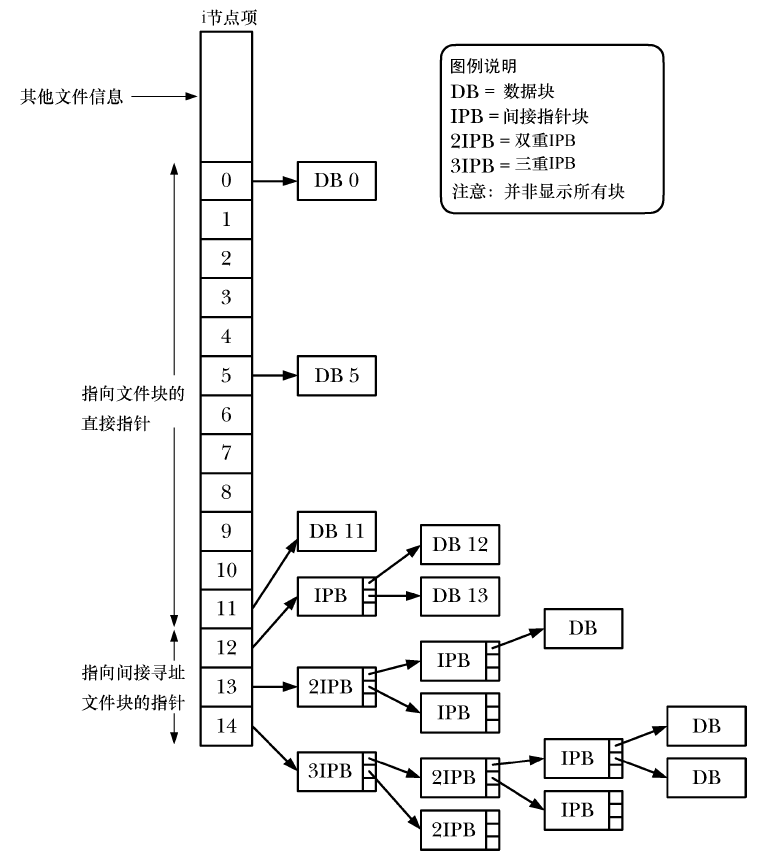 i节点项
图例说明
DB = 数据块
IPB = 间接指针块
2IPB = 双重IPB
3IPB = 三重IPB
注意：并非显示所有块
其他文件信息
0
DB 0
1
2
3
4
5
DB 5
指向文件块的
直接指针
6
7
8
9
DB 11
10
DB 12
11
IPB
DB 13
12
DB
IPB
指向间接寻址
文件块的指针
13
2IPB
IPB
14
DB
IPB
3IPB
2IPB
DB
IPB
2IPB